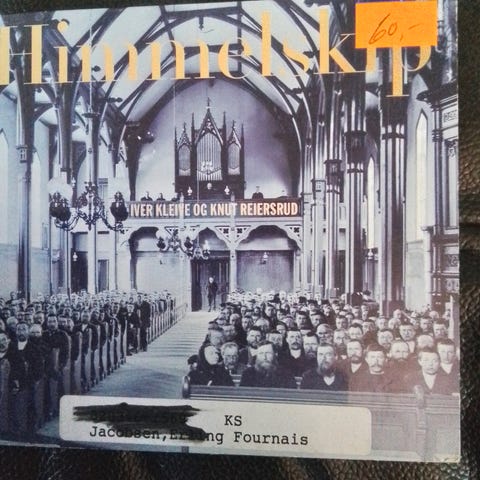 Himmelskip
60,-
IVER KLEIVE OG KNUT REIERSRUD
KS
Jacobsen, Erling Fournais